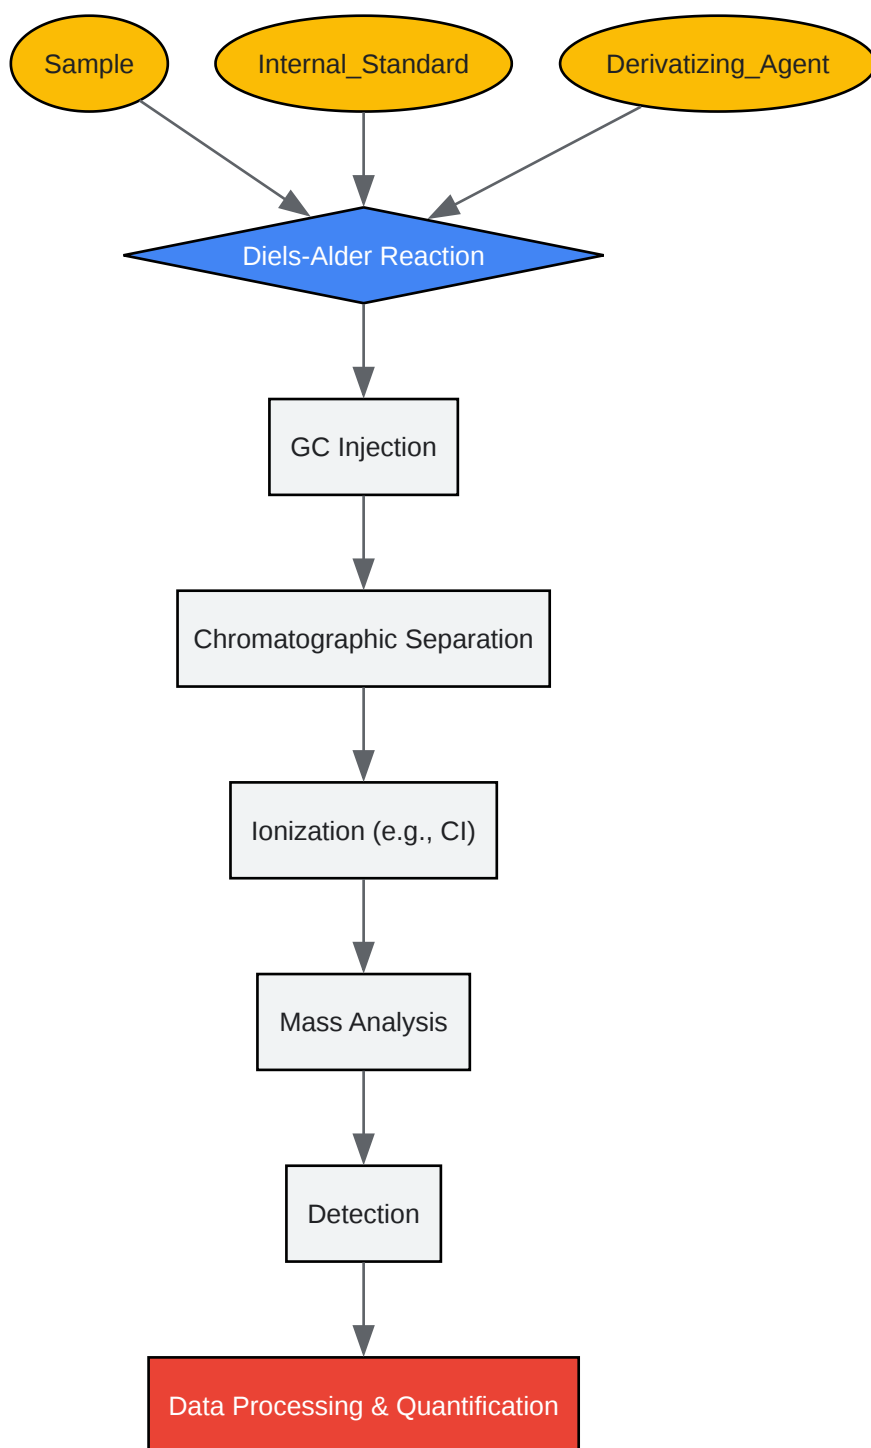 Sample
Internal_Standard
Derivatizing_Agent
Diels-Alder Reaction
GC Injection
Chromatographic Separation
Ionization (e.g., CI)
Mass Analysis
Detection
Data Processing & Quantification